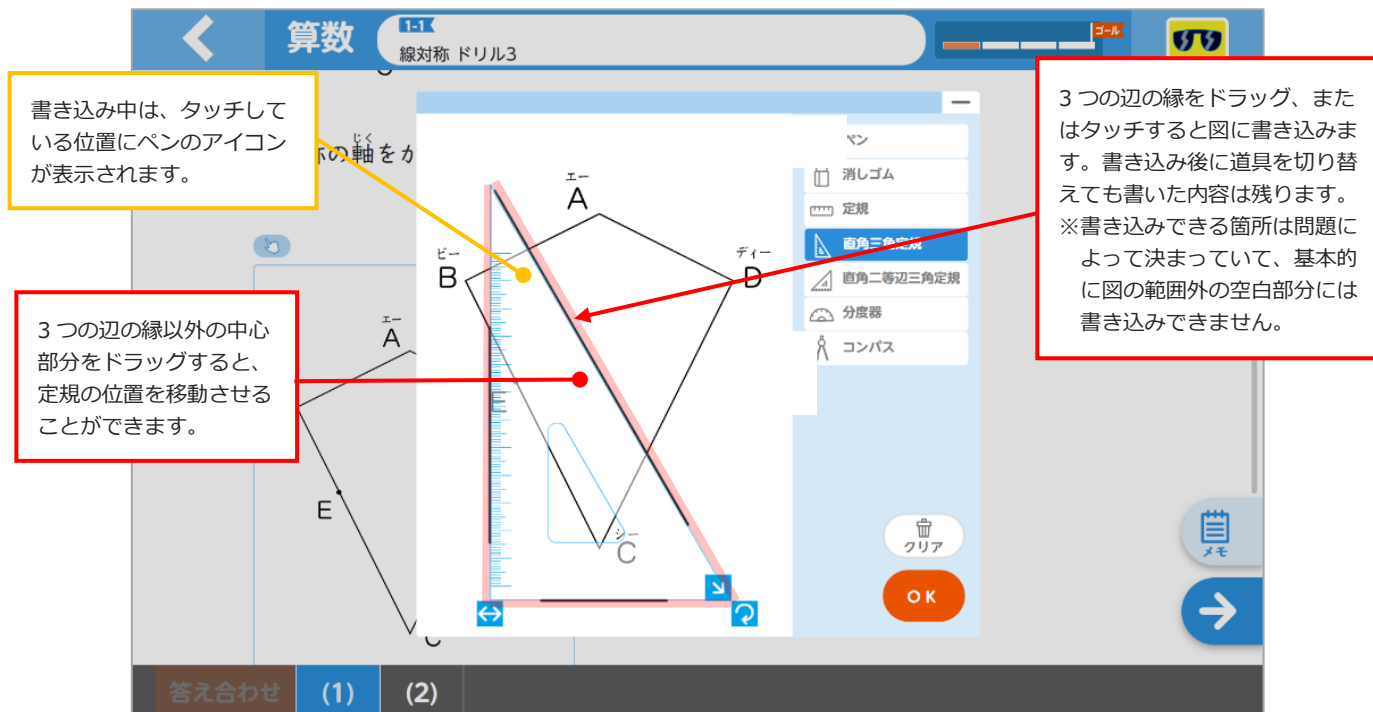 算数
1-1
線対称 ドリル3
ゴール
書き込み中は、タッチして
いる位置にペンのアイコン
が表示されます。
じく
の軸をか
3つの辺の縁をドラッグ、また
はタッチすると図に書き込みま
す。書き込み後に道具を切り替
えても書いた内容は残ります。
※書き込みできる箇所は問題に
よって決まっていて、基本的
に図の範囲外の空白部分には
書き込みできません。
ペン
消しゴム
定規
直角三角定規
直角二等辺三角定規
分度器
コンパス
エー
A
ビー
B
ディー
D
E
シー
C
3つの辺の縁以外の中心
部分をドラッグすると、
定規の位置を移動させる
ことができます。
エー
A
E
クリア
OK
メモ
答え合わせ
(1)
(2)